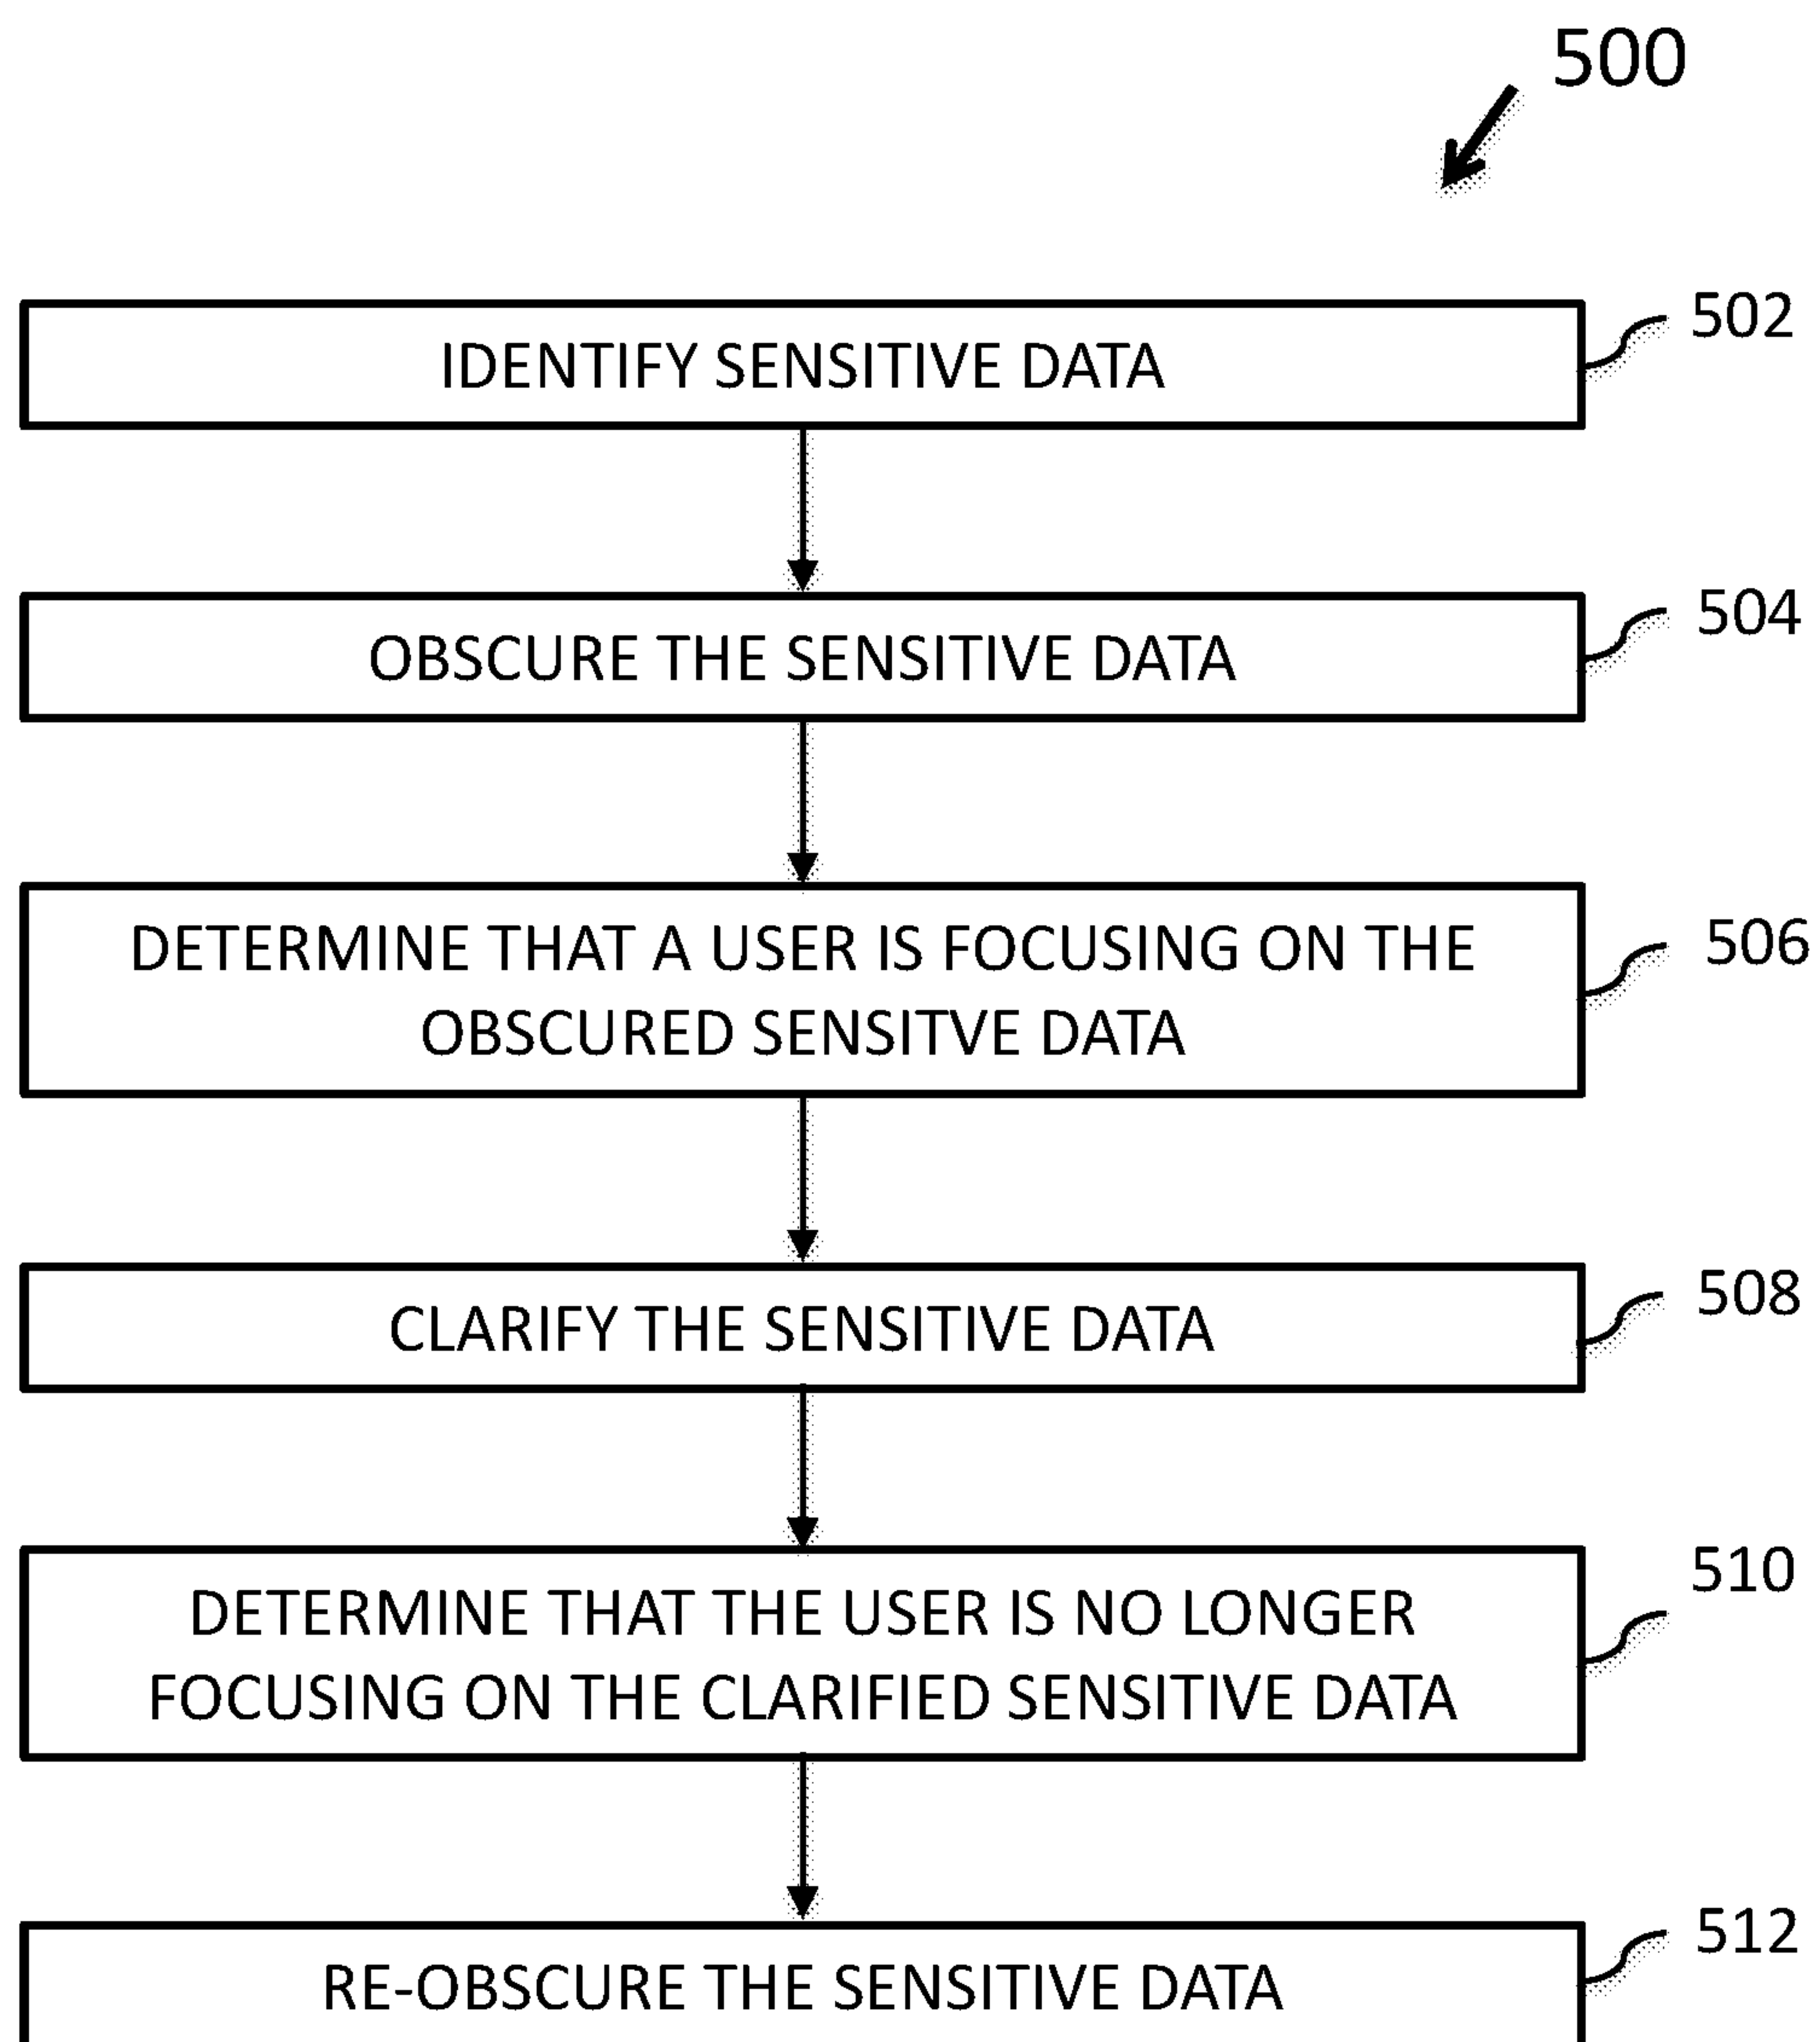 500
IDENTIFY SENSITIVE DATA
502
OBSCURE THE SENSITIVE DATA
504
DETERMINE THAT A USER IS FOCUSING ON THE
OBSCURED SENSITVE DATA
506
CLARIFY THE SENSITIVE DATA
508
DETERMINE THAT THE USER IS NO LONGER
FOCUSING ON THE CLARIFIED SENSITIVE DATA
510
RE-OBSCURE THE SENSITIVE DATA
512